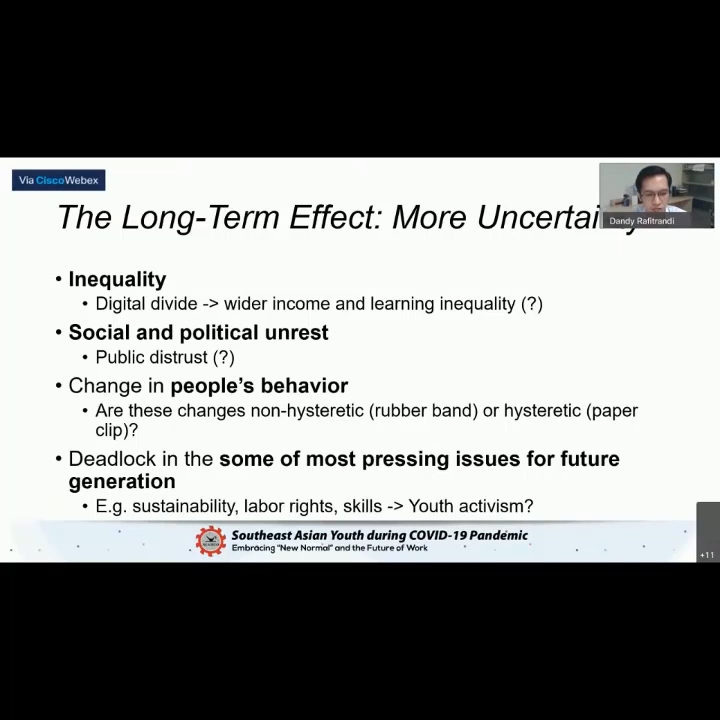 Via CiscoWebex
Dandy Rafitrandi
The Long-Term Effect: More
• Inequality
• Digital divide -> wider income and learning inequality (?)
• Social and political unrest
• Public distrust (?)
• Change in people's behavior
• Are these changes non-hysteretic (rubber band) or hysteretic (paper
clip)?
• Deadlock in the some of most pressing issues for future
generation
• E.g. sustainability, labor rights, skills -> Youth activism?
Southeast Asian Youth during COVID-19 Pandemic
Embracing "New Normal" and the Future of Work
+11